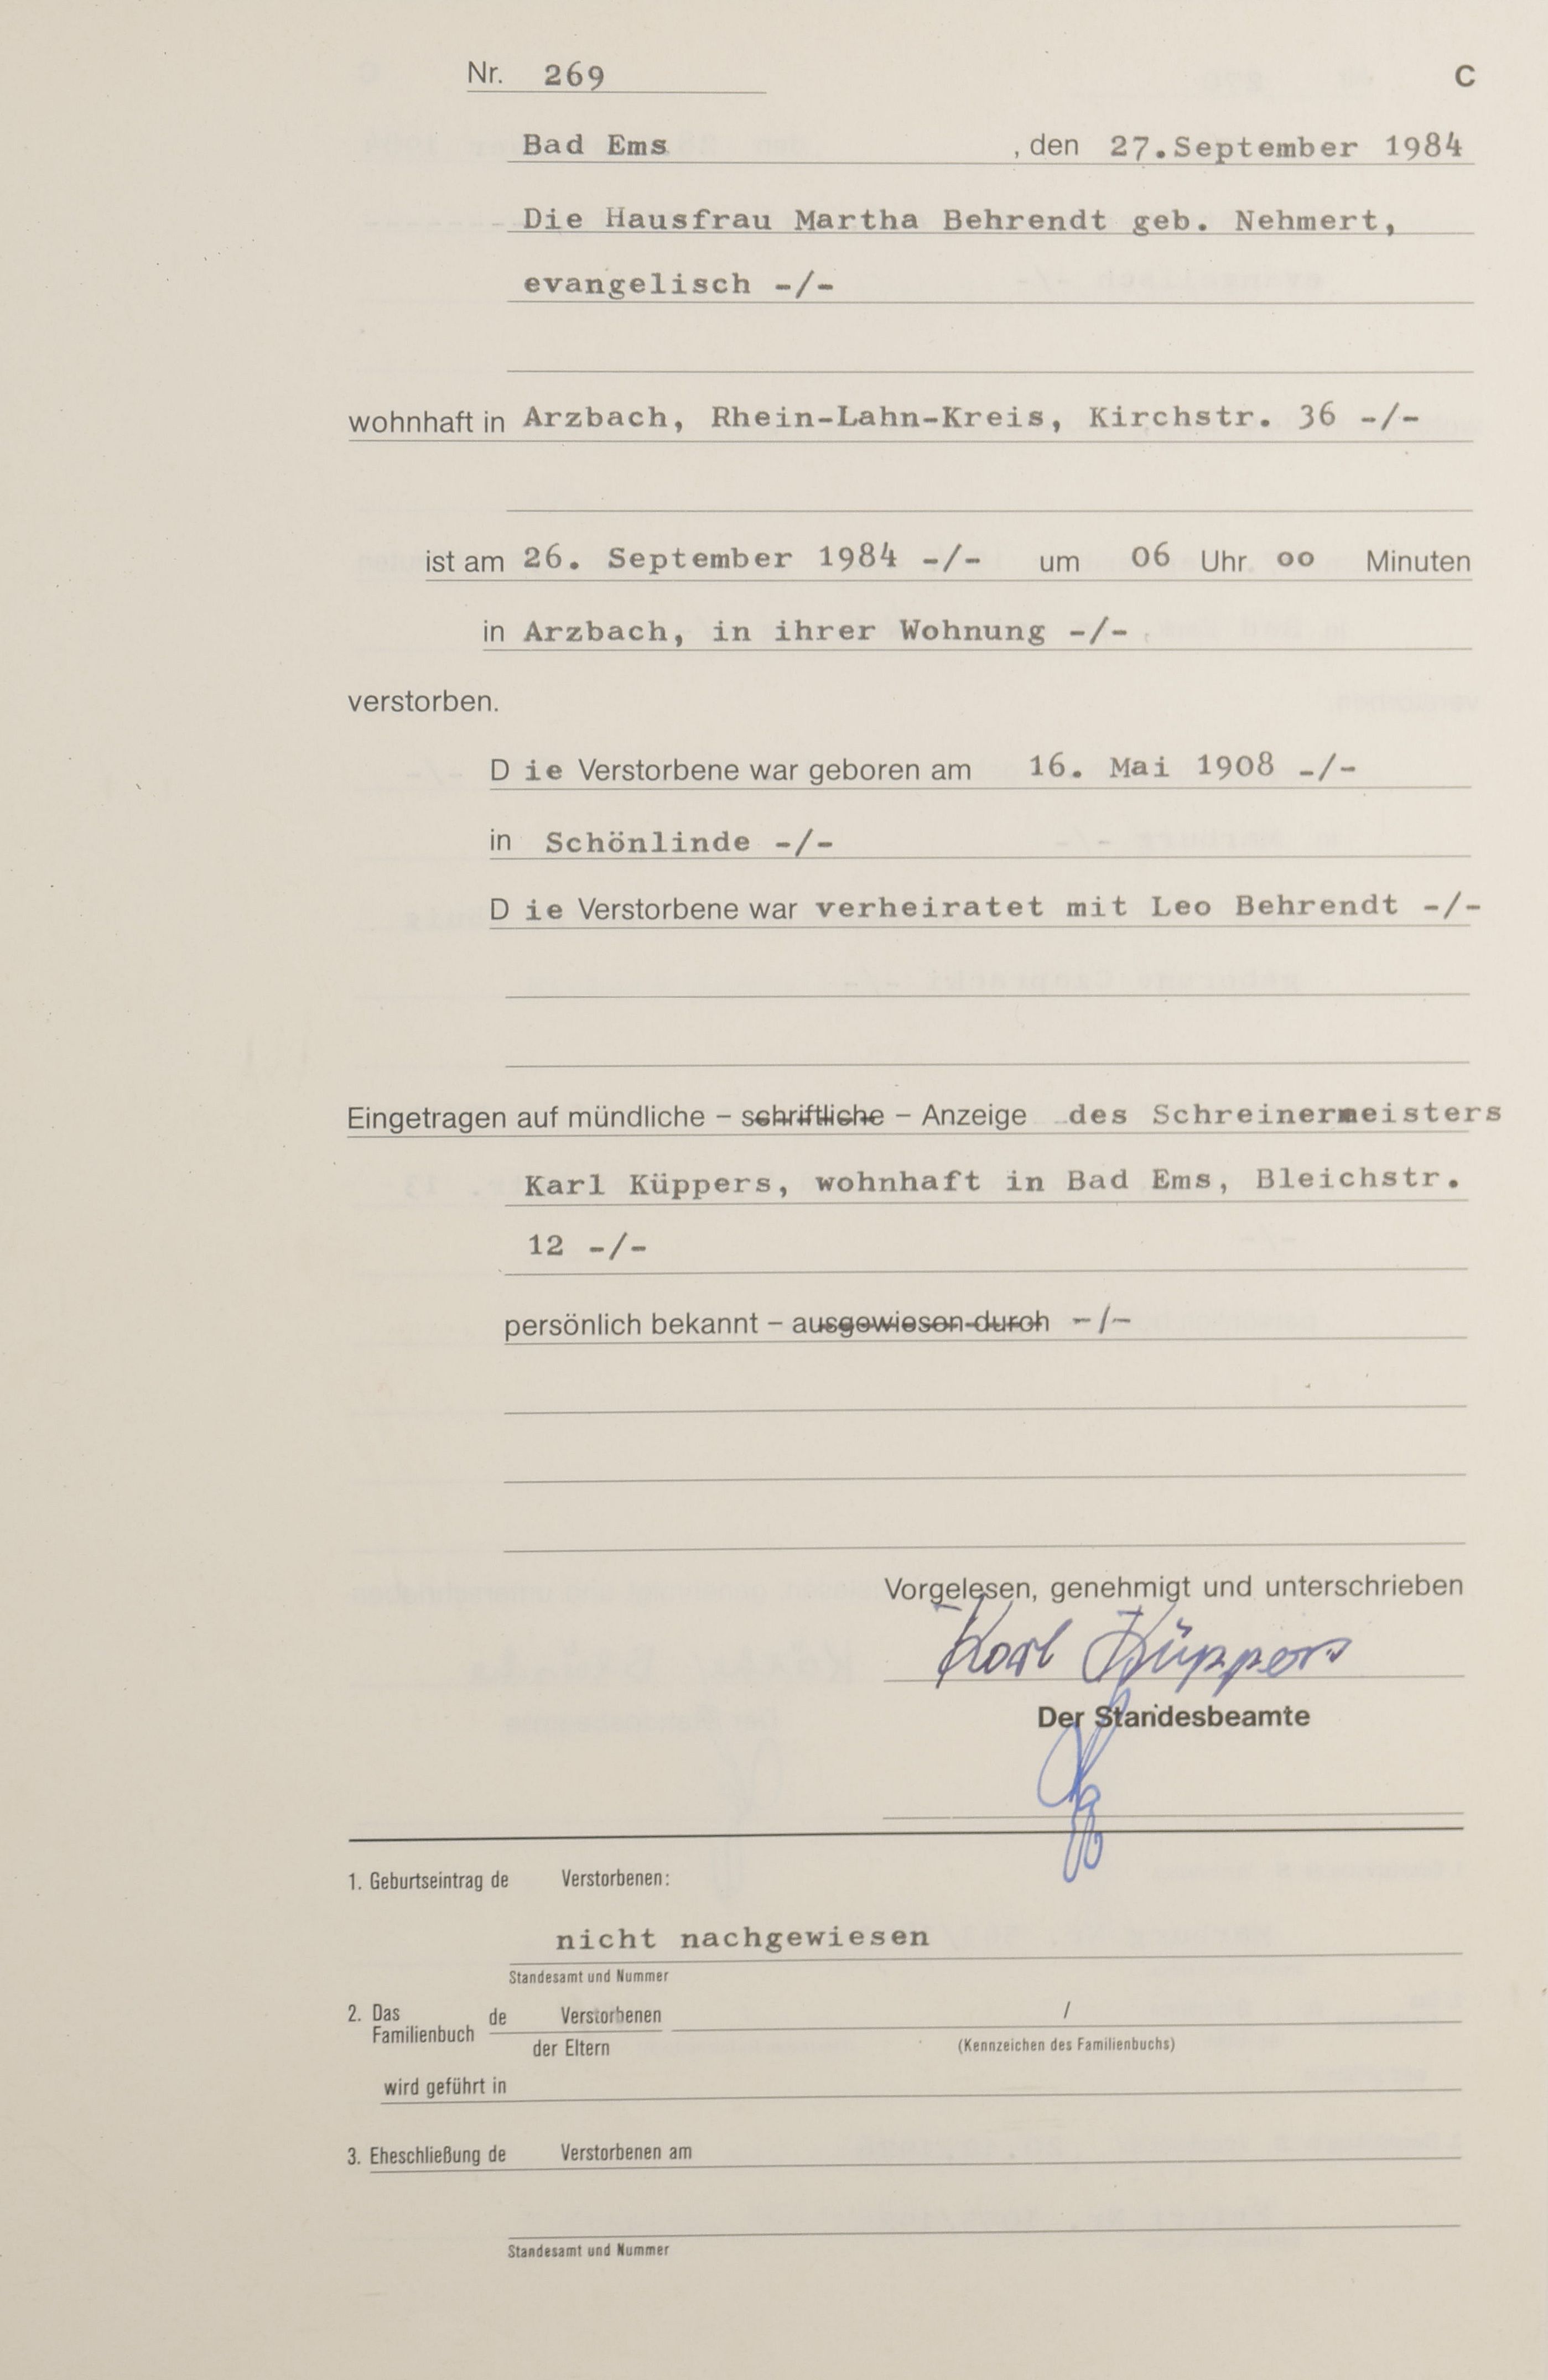 Nr. 269 C
Bad Ems , den 27.September 1984
Die Hausfrau Martha Behrendt geb. Nehmert,
evangelisch -/-
wohnhaft in Arzbach, Rhein-Lahn-Kreis, Kirchstr. 36 -/-
ist am 26. September 1984 -/- um 06 Uhr oo Minuten
in Arzbach, in ihrer Wohnung -/-
verstorben.
D ie Verstorbene war geboren am 16. Mai 1908 -/-
in Schönlinde -/-
D ie Verstorbene war verheiratet mit Leo Behrendt -/-
Eingetragen auf mündliche – schriftliche – Anzeige des Schreinermeisters
Karl Küppers, wohnhaft in Bad Ems, Bleichstr.
12 -/-
persönlich bekannt – ausgewiesen durch -/-
Vorgelesen, genehmigt und unterschrieben
Karl Küppers
Der Standesbeamte
1. Geburtseintrag de Verstorbenen:
nicht nachgewiesen
Standesamt und Nummer
2. Das Familienbuch de Verstorbenen /
der Eltern (Kennzeichen des Familienbuchs)
wird geführt in
3. Eheschließung de Verstorbenen am
Standesamt und Nummer